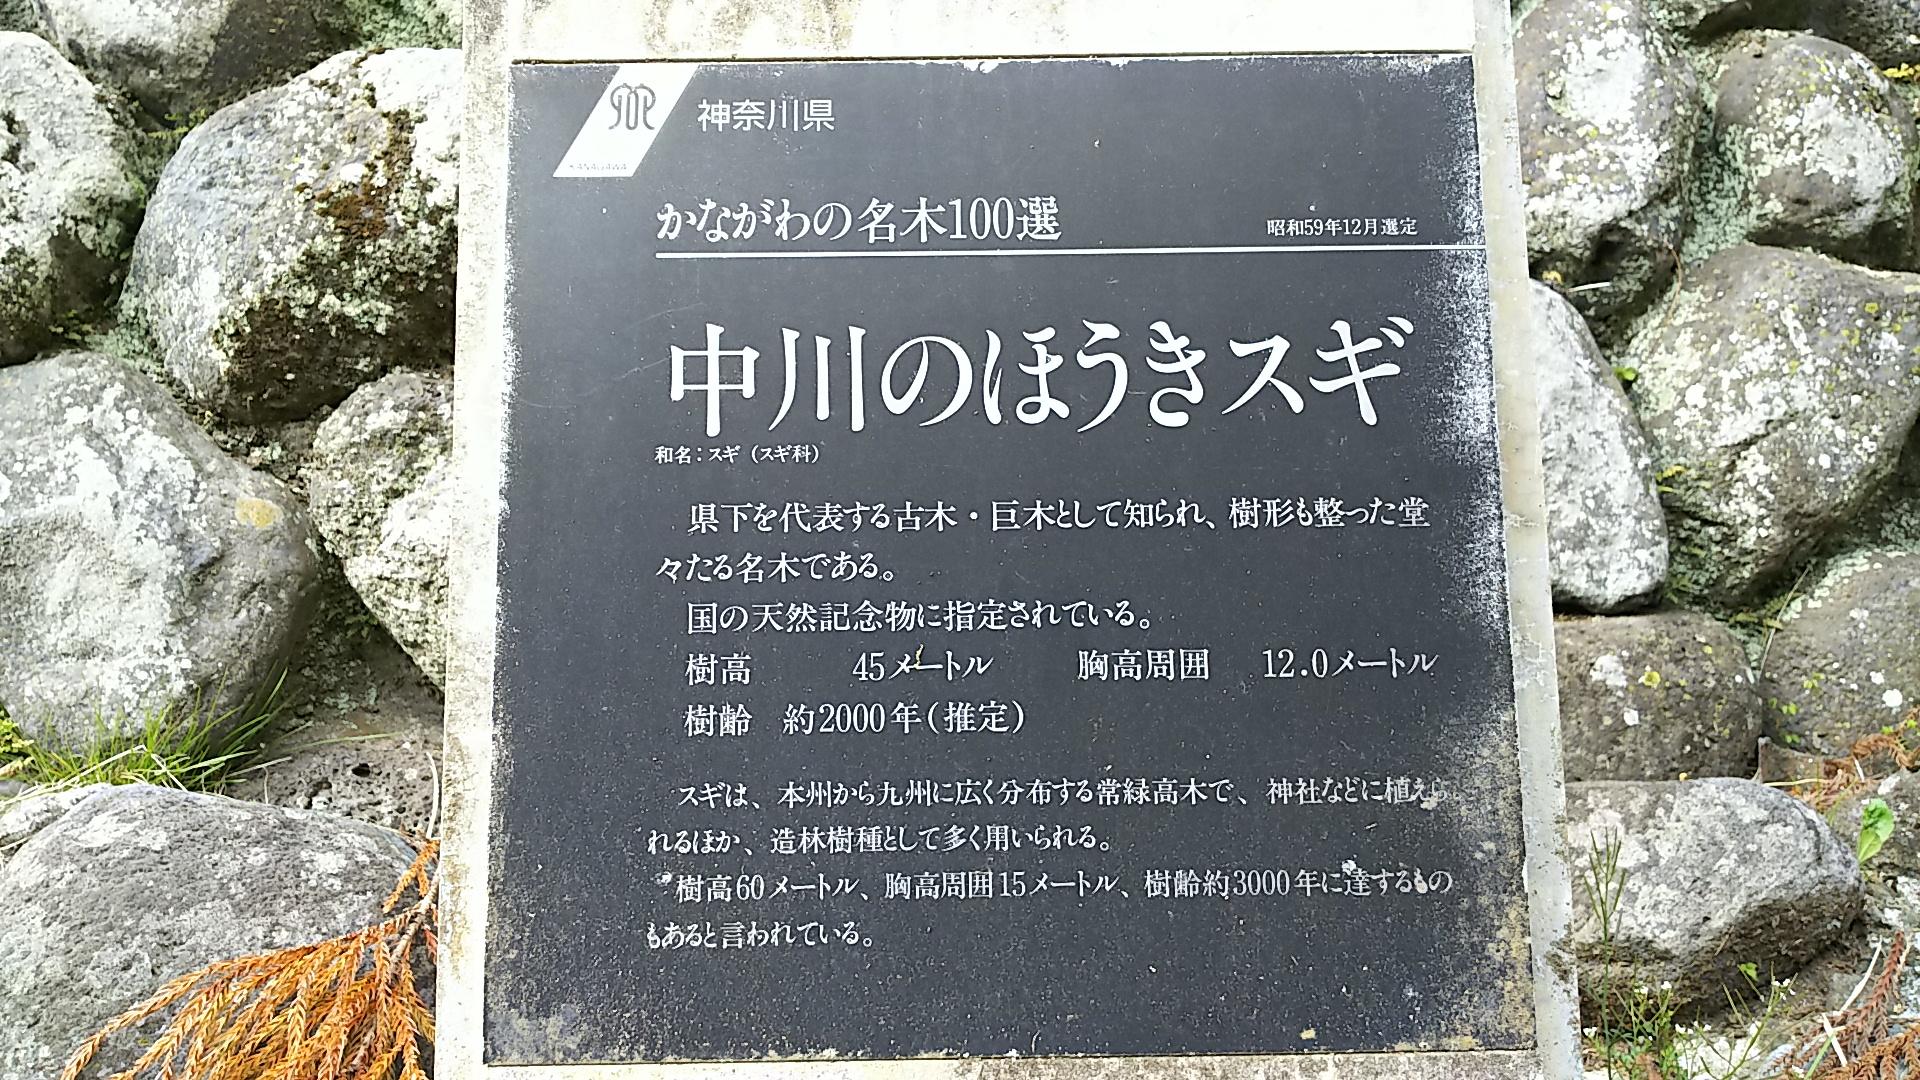 神奈川県
KANAGAWA
かながわの名木100選
昭和59年12月選定
中川のほうきスギ
和名：スギ（スギ科）
県下を代表する古木・巨木として知られ、樹形も整った堂
々たる名木である。
国の天然記念物に指定されている。
樹高 45メートル 胸高周囲 12.0メートル
樹齢 約2000年（推定）
スギは、本州から九州に広く分布する常緑高木で、神社などに植えら
れるほか、造林樹種として多く用いられる。
樹高60メートル、胸高周囲15メートル、樹齢約3000年に達するもの
もあると言われている。